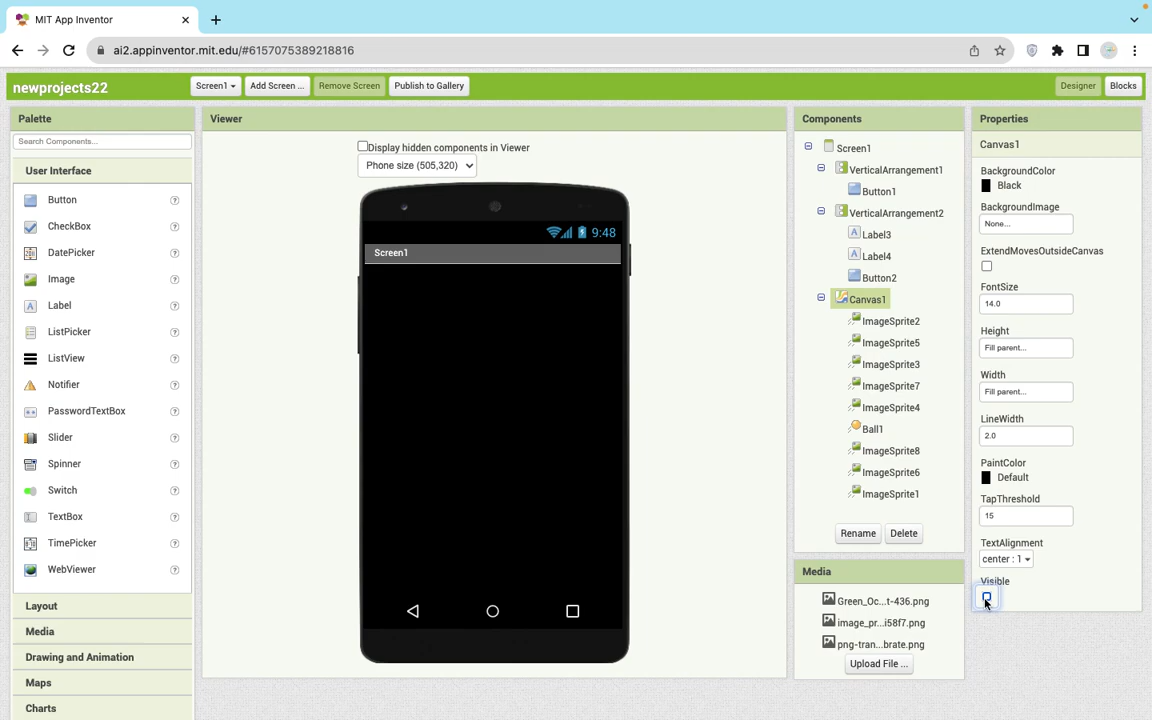 MIT App Inventor
ai2.appinventor.mit.edu/#6157075389218816
newprojects22
Screen1
Add Screen ...
Remove Screen
Publish to Gallery
Designer
Blocks
Palette
Search Components...
User Interface
Button
CheckBox
DatePicker
Image
Label
ListPicker
ListView
Notifier
PasswordTextBox
Slider
Spinner
Switch
TextBox
TimePicker
WebViewer
Layout
Media
Drawing and Animation
Maps
Charts
Viewer
Display hidden components in Viewer
Phone size (505,320)
9:48
Screen1
Components
Screen1
VerticalArrangement1
Button1
VerticalArrangement2
Label3
Label4
Button2
Canvas1
ImageSprite2
ImageSprite5
ImageSprite3
ImageSprite7
ImageSprite4
Ball1
ImageSprite8
ImageSprite6
ImageSprite1
Rename
Delete
Media
Green_Oc...t-436.png
image_pr...i58f7.png
png-tran...brate.png
Upload File ...
Properties
Canvas1
BackgroundColor
Black
BackgroundImage
None...
ExtendMovesOutsideCanvas
FontSize
14.0
Height
Fill parent...
Width
Fill parent...
LineWidth
2.0
PaintColor
Default
TapThreshold
15
TextAlignment
center : 1
Visible